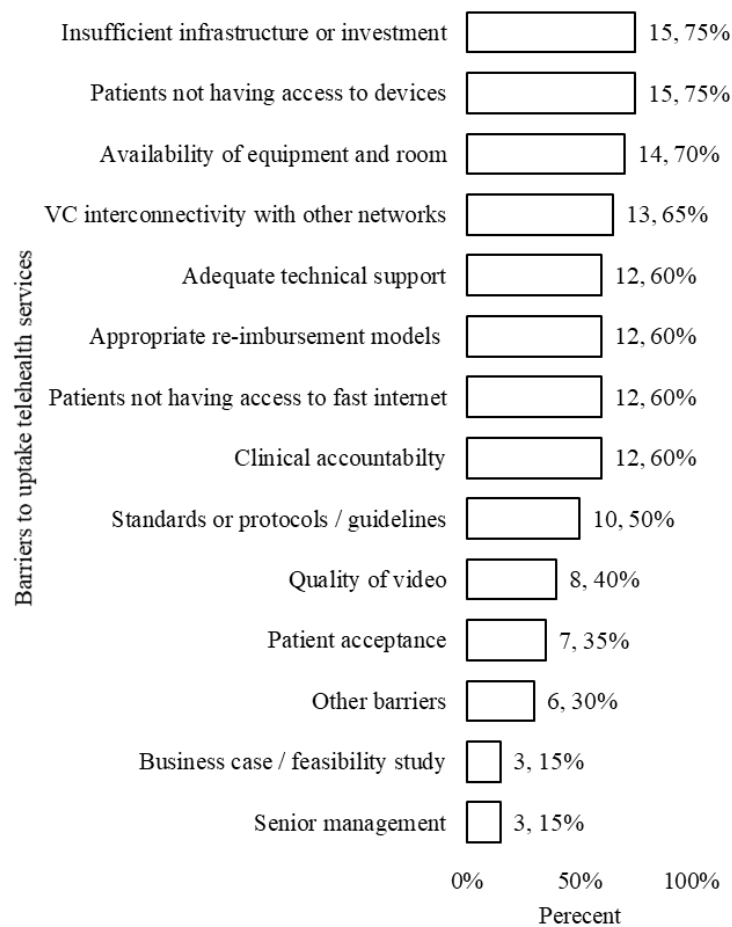 Barriers to uptake telehealth services
Insufficient infrastructure or investment 15, 75%
Patients not having access to devices 15, 75%
Availability of equipment and room 14, 70%
VC interconnectivity with other networks 13, 65%
Adequate technical support 12, 60%
Appropriate re-imbursement models 12, 60%
Patients not having access to fast internet 12, 60%
Clinical accountabilty 12, 60%
Standards or protocols / guidelines 10, 50%
Quality of video 8, 40%
Patient acceptance 7, 35%
Other barriers 6, 30%
Business case / feasibility study 3, 15%
Senior management 3, 15%
0% 50% 100%
Perecent